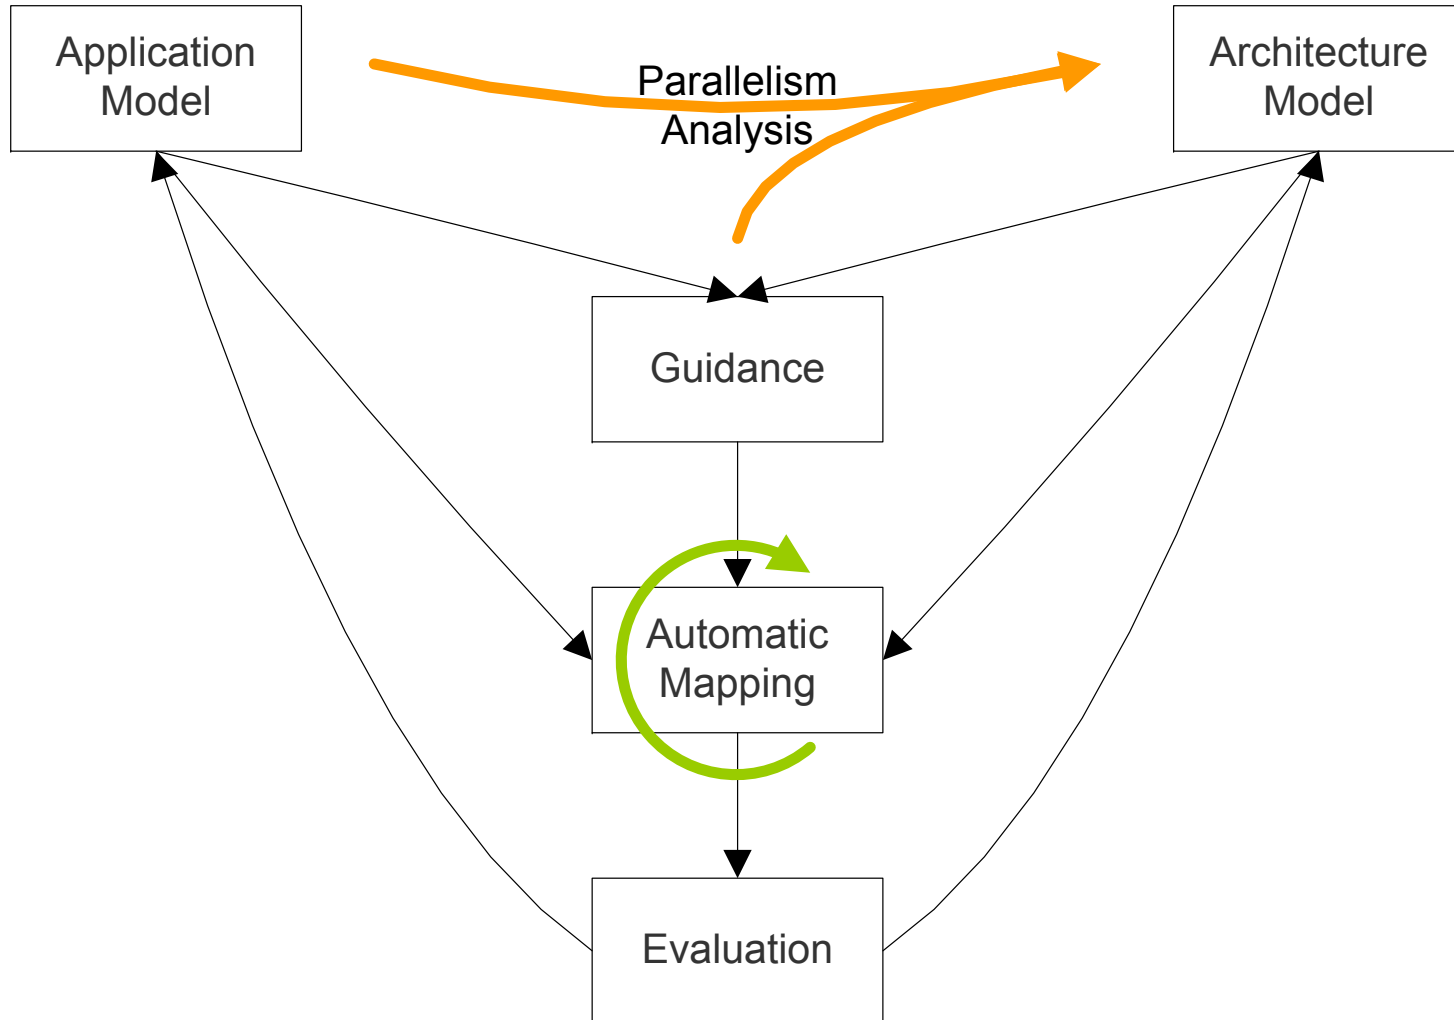 Application
Model
Parallelism
Analysis
Architecture
Model
Guidance
Automatic
Mapping
Evaluation